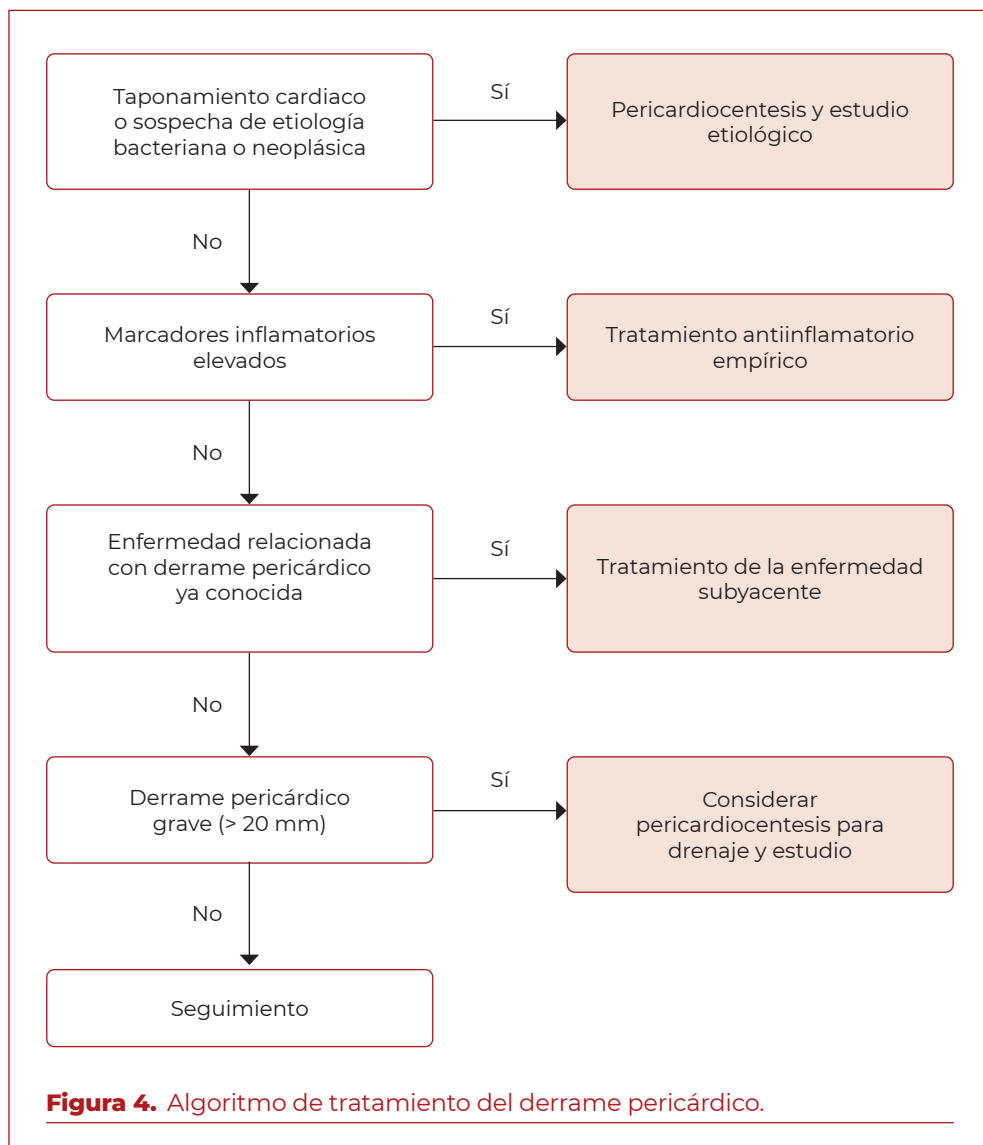 Taponamiento cardiaco
o sospecha de etiología
bacteriana o neoplásica
Sí
Pericardiocentesis y estudio
etiológico
No
Marcadores inflamatorios
elevados
Sí
Tratamiento antiinflamatorio
empírico
No
Enfermedad relacionada
con derrame pericárdico
ya conocida
Sí
Tratamiento de la enfermedad
subyacente
No
Derrame pericárdico
grave (> 20 mm)
Sí
Considerar
pericardiocentesis para
drenaje y estudio
No
Seguimiento
Figura 4. Algoritmo de tratamiento del derrame pericárdico.